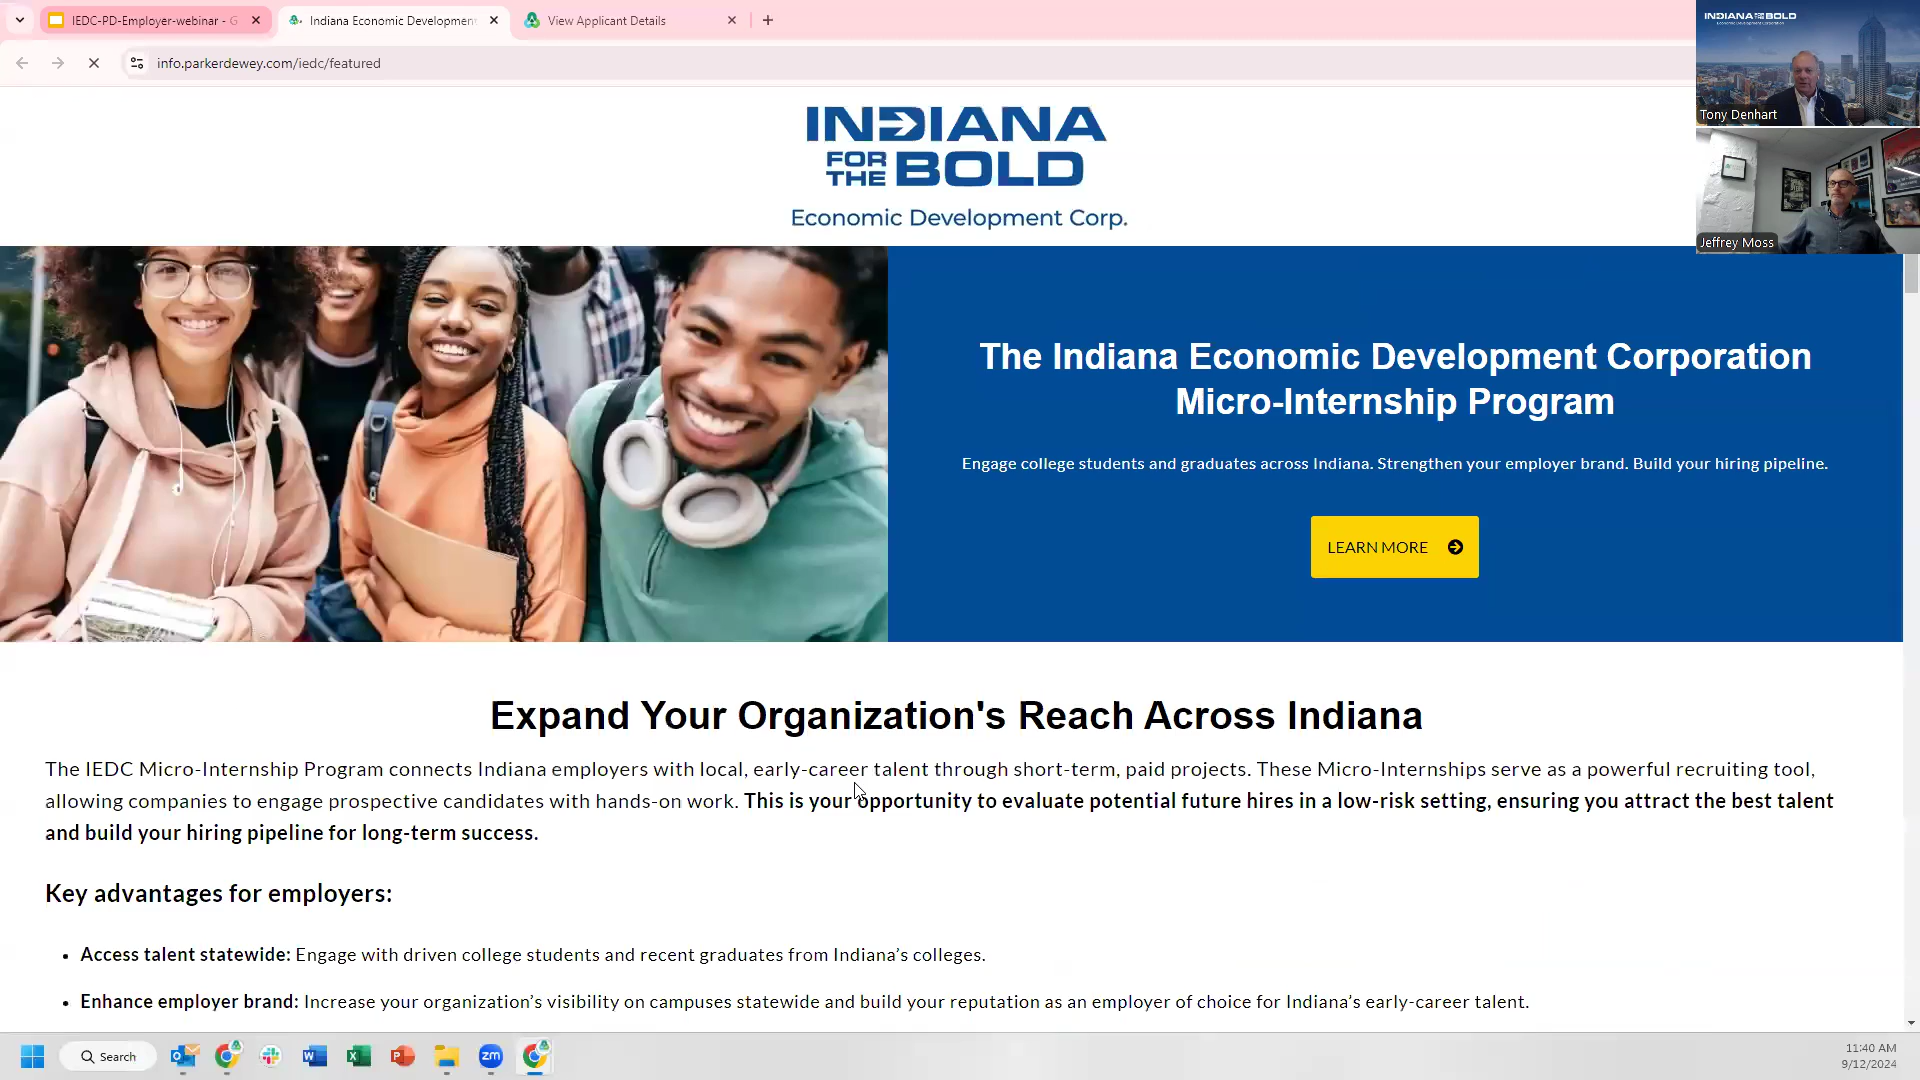 IEDC-PD-Employer-webinar - G
Indiana Economic Development
View Applicant Details
info.parkerdewey.com/iedc/featured
INDIANA FOR THE BOLD
Tony Denhart
Jeffrey Moss
INDIANA
FOR THE BOLD
Economic Development Corp.
The Indiana Economic Development Corporation
Micro-Internship Program
Engage college students and graduates across Indiana. Strengthen your employer brand. Build your hiring pipeline.
LEARN MORE
Expand Your Organization's Reach Across Indiana
The IEDC Micro-Internship Program connects Indiana employers with local, early-career talent through short-term, paid projects. These Micro-Internships serve as a powerful recruiting tool,
allowing companies to engage prospective candidates with hands-on work. This is your opportunity to evaluate potential future hires in a low-risk setting, ensuring you attract the best talent
and build your hiring pipeline for long-term success.
Key advantages for employers:
• Access talent statewide: Engage with driven college students and recent graduates from Indiana’s colleges.
• Enhance employer brand: Increase your organization’s visibility on campuses statewide and build your reputation as an employer of choice for Indiana’s early-career talent.
Search
zm
11:40 AM
9/12/2024